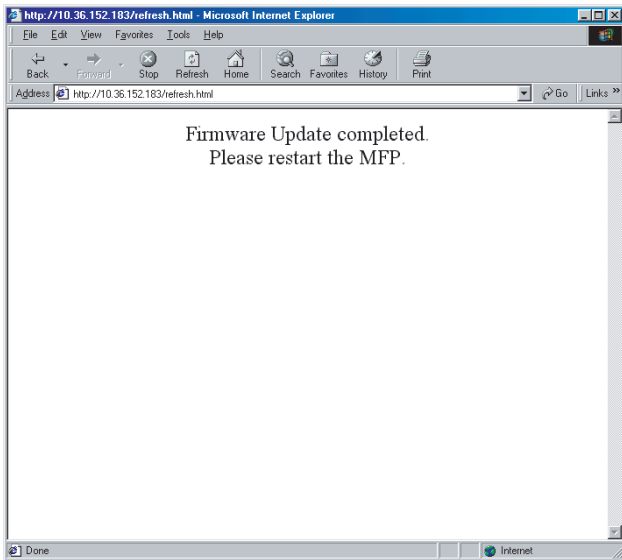 http://10.36.152.183/refresh.html - Microsoft Internet Explorer
File Edit View Favorites Tools Help
Back Forward Stop Refresh Home Search Favorites History Print
Address http://10.36.152.183/refresh.html Go Links »
Firmware Update completed.
Please restart the MFP.
Done Internet